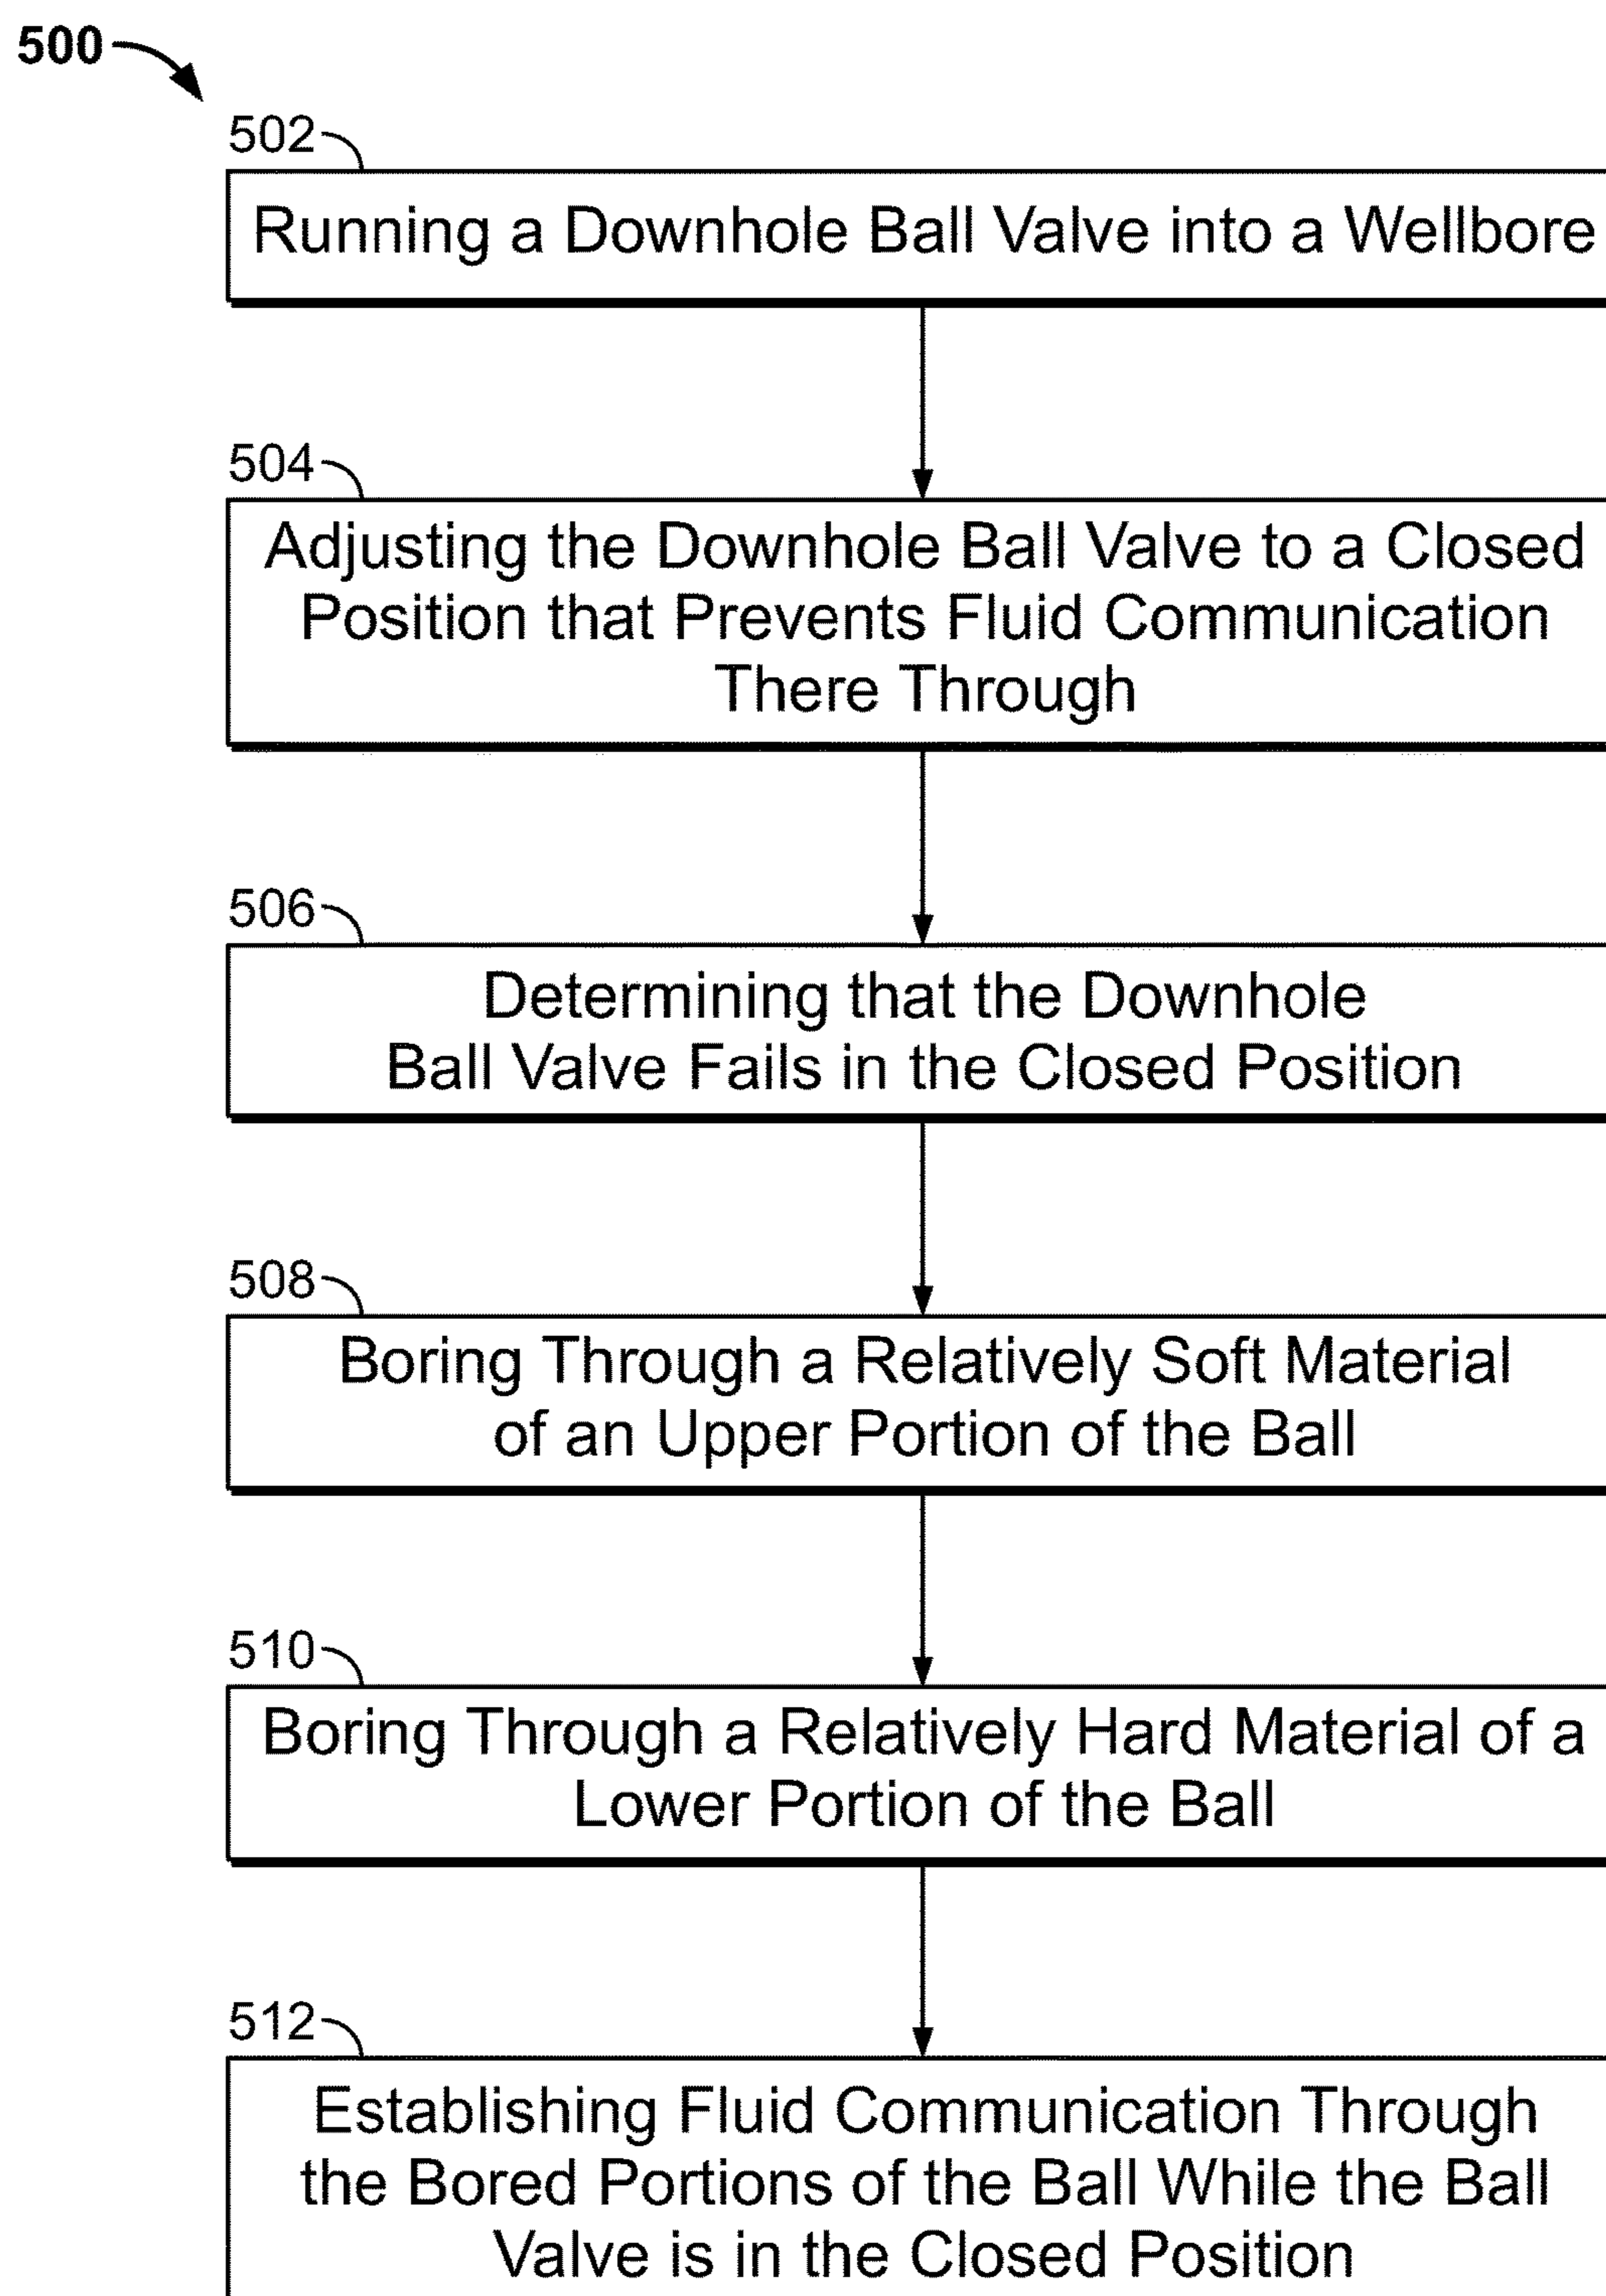 500
502
Running a Downhole Ball Valve into a Wellbore
504
Adjusting the Downhole Ball Valve to a Closed
Position that Prevents Fluid Communication
There Through
506
Determining that the Downhole
Ball Valve Fails in the Closed Position
508
Boring Through a Relatively Soft Material
of an Upper Portion of the Ball
510
Boring Through a Relatively Hard Material of a
Lower Portion of the Ball
512
Establishing Fluid Communication Through
the Bored Portions of the Ball While the Ball
Valve is in the Closed Position